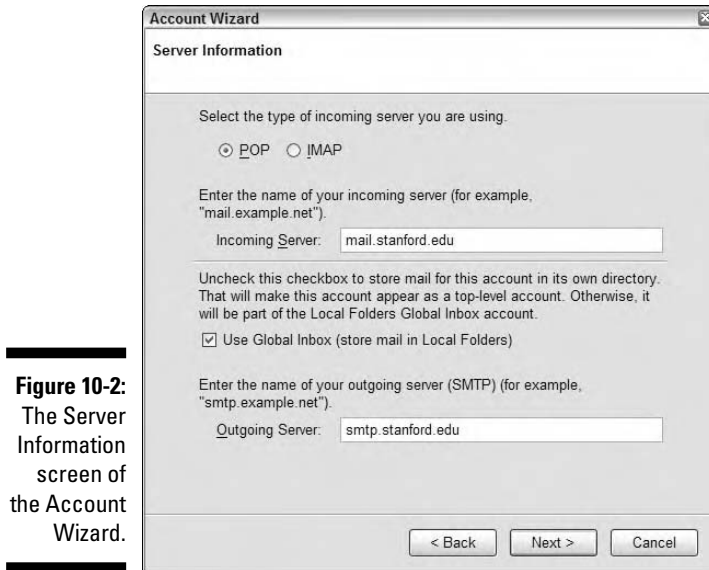 Account Wizard
Server Information
Select the type of incoming server you are using.
POP IMAP
Enter the name of your incoming server (for example,
"mail.example.net").
Incoming Server: mail.stanford.edu
Uncheck this checkbox to store mail for this account in its own directory.
That will make this account appear as a top-level account. Otherwise, it
will be part of the Local Folders Global Inbox account.
Use Global Inbox (store mail in Local Folders)
Enter the name of your outgoing server (SMTP) (for example,
"smtp.example.net").
Outgoing Server: smtp.stanford.edu
< Back Next > Cancel
Figure 10-2:
The Server
Information
screen of
the Account
Wizard.